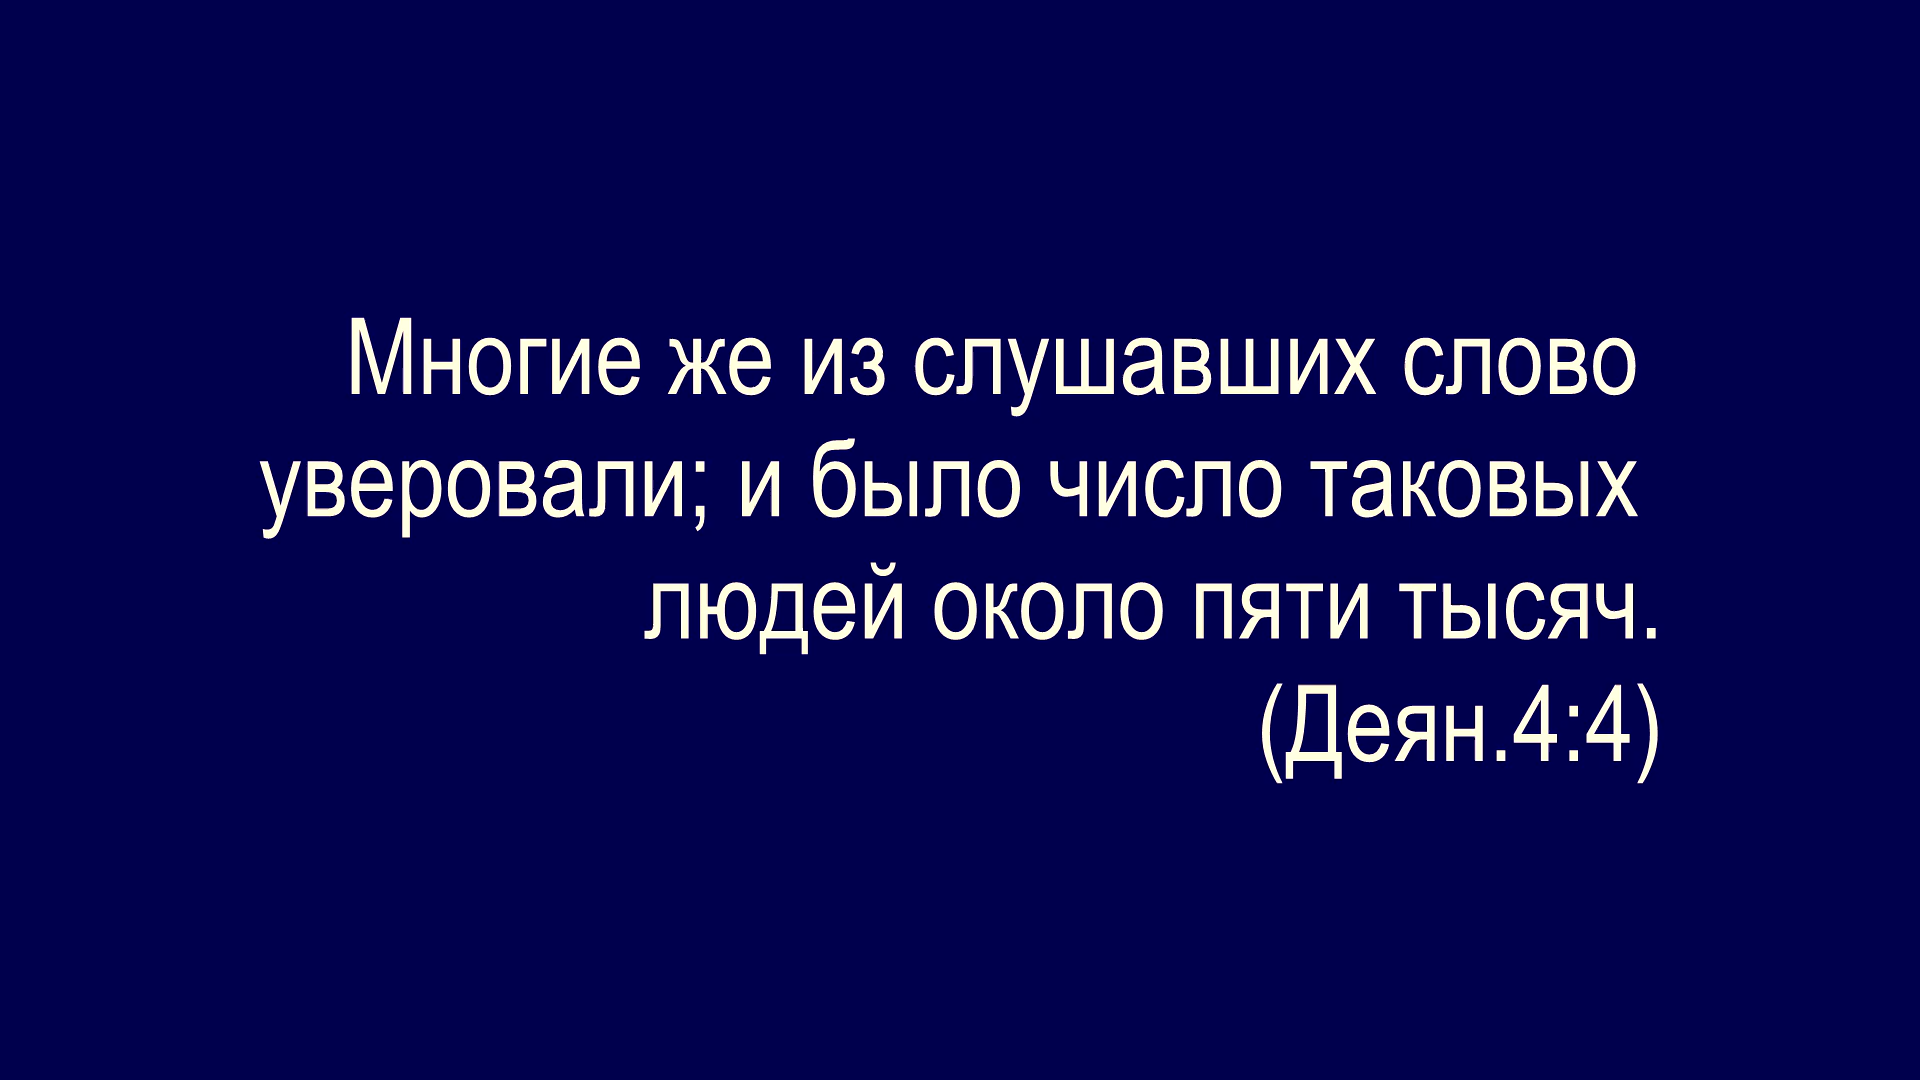 Многие же из слушавших слово
уверовали; и было число таковых
людей около пяти тысяч.
(Деян.4:4)